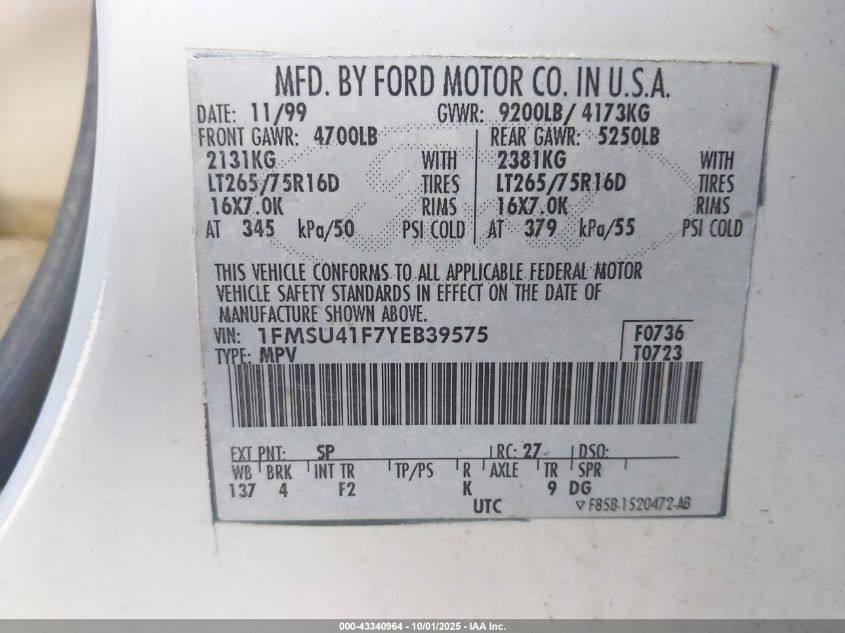 MFD. BY FORD MOTOR CO. IN U.S.A.
DATE: 11/99 GVWR: 9200LB/ 4173KG
FRONT GAWR: 4700LB REAR GAWR: 5250LB
2131KG WITH 2381KG WITH
LT265/75R16D TIRES LT265/75R16D TIRES
16X7.0K RIMS 16X7.0K RIMS
AT 345 kPa/50 PSI COLD AT 379 kPa/55 PSI COLD
THIS VEHICLE CONFORMS TO ALL APPLICABLE FEDERAL MOTOR
VEHICLE SAFETY STANDARDS IN EFFECT ON THE DATE OF
MANUFACTURE SHOWN ABOVE.
VIN: 1FMSU41F7YEB39575 F0736
TYPE: MPV T0723
EXT PNT: SP RC: 27 DSO:
WB BRK INT TR TP/PS R AXLE TR SPR
137 4 F2 K 9 DG
UTC ▽ F85B-1520472-AB
000-43340964 - 10/01/2025 - IAA Inc.